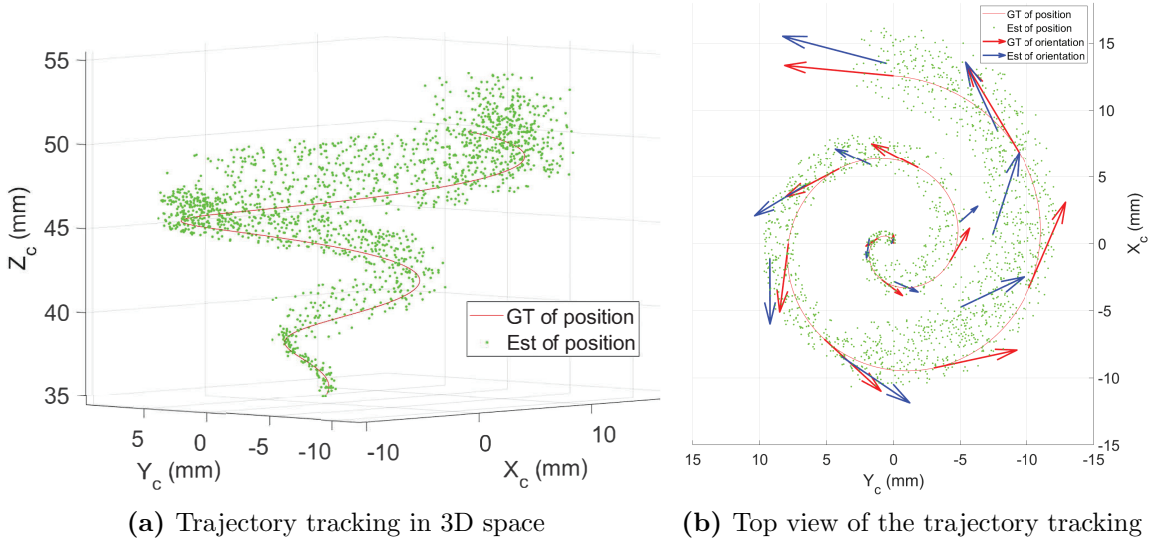 55
50
45
40
35
Z_c (mm)
GT of position
Est of position
5
0
-5
-10
Y_c (mm)
-10
0
10
X_c (mm)
(a) Trajectory tracking in 3D space
GT of position
Est of position
GT of orientation
Est of orientation
15
10
5
0
-5
-10
-15
X_c (mm)
15
10
5
0
-5
-10
-15
Y_c (mm)
(b) Top view of the trajectory tracking